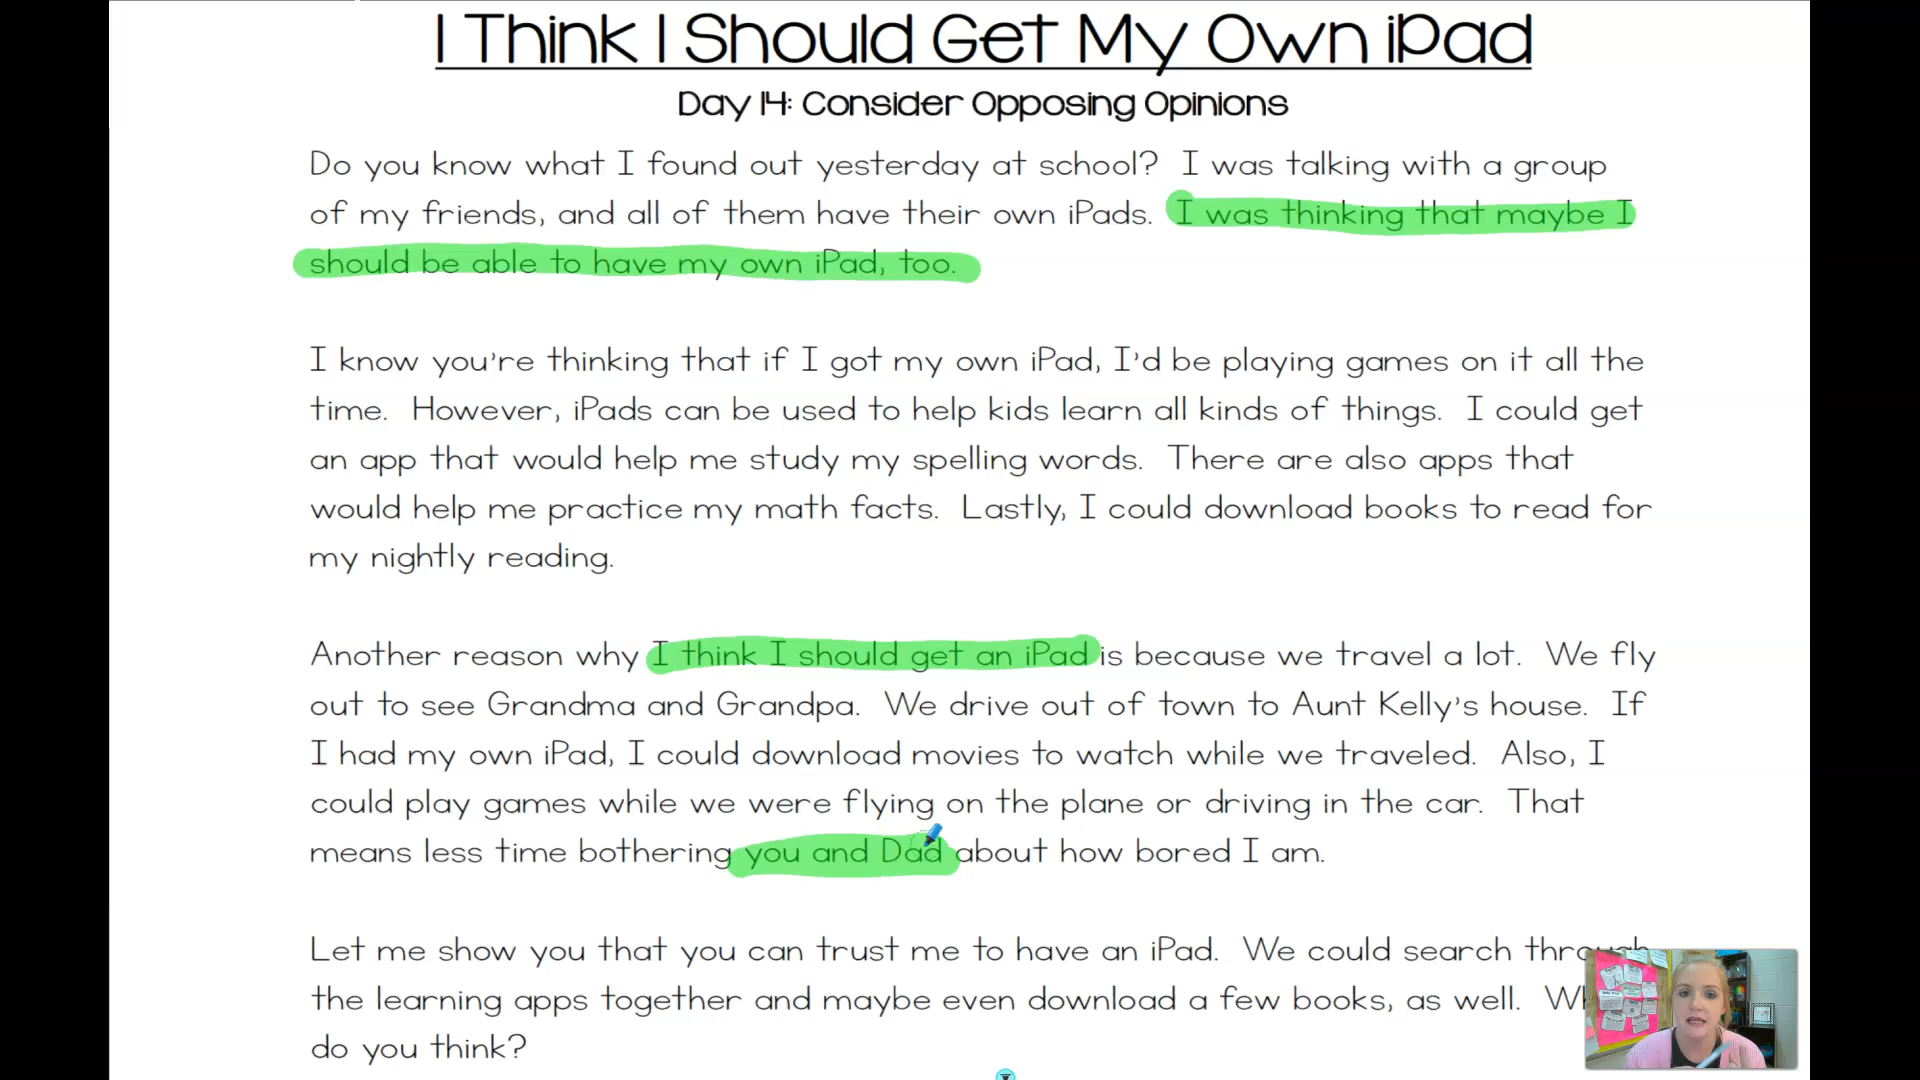 I Think I Should Get My Own iPad
Day 14: Consider Opposing Opinions
Do you know what I found out yesterday at school? I was talking with a group
of my friends, and all of them have their own iPads. I was thinking that maybe I
should be able to have my own iPad, too.
I know you're thinking that if I got my own iPad, I'd be playing games on it all the
time. However, iPads can be used to help kids learn all kinds of things. I could get
an app that would help me study my spelling words. There are also apps that
would help me practice my math facts. Lastly, I could download books to read for
my nightly reading.
Another reason why I think I should get an iPad is because we travel a lot. We fly
out to see Grandma and Grandpa. We drive out of town to Aunt Kelly's house. If
I had my own iPad, I could download movies to watch while we traveled. Also, I
could play games while we were flying on the plane or driving in the car. That
means less time bothering you and Dad about how bored I am.
Let me show you that you can trust me to have an iPad. We could search through
the learning apps together and maybe even download a few books, as well.
do you think?